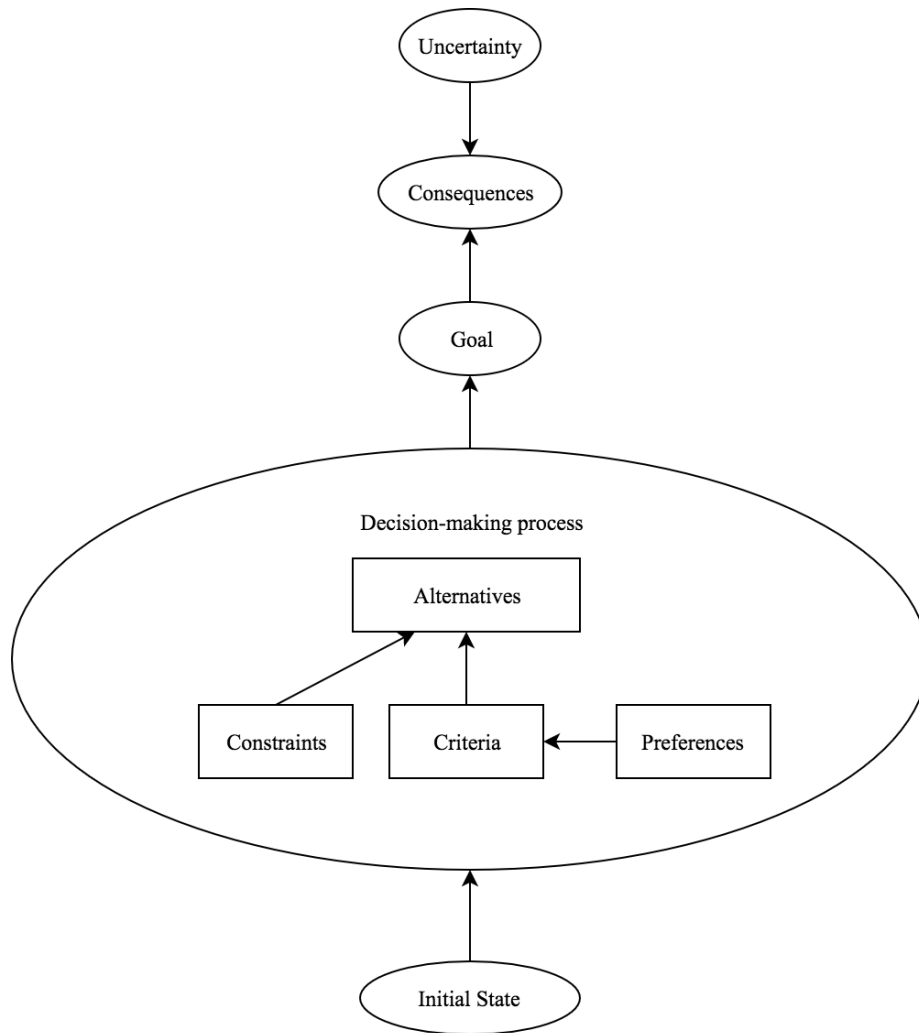 Uncertainty
Consequences
Goal
Decision-making process
Alternatives
Constraints
Criteria
Preferences
Initial State